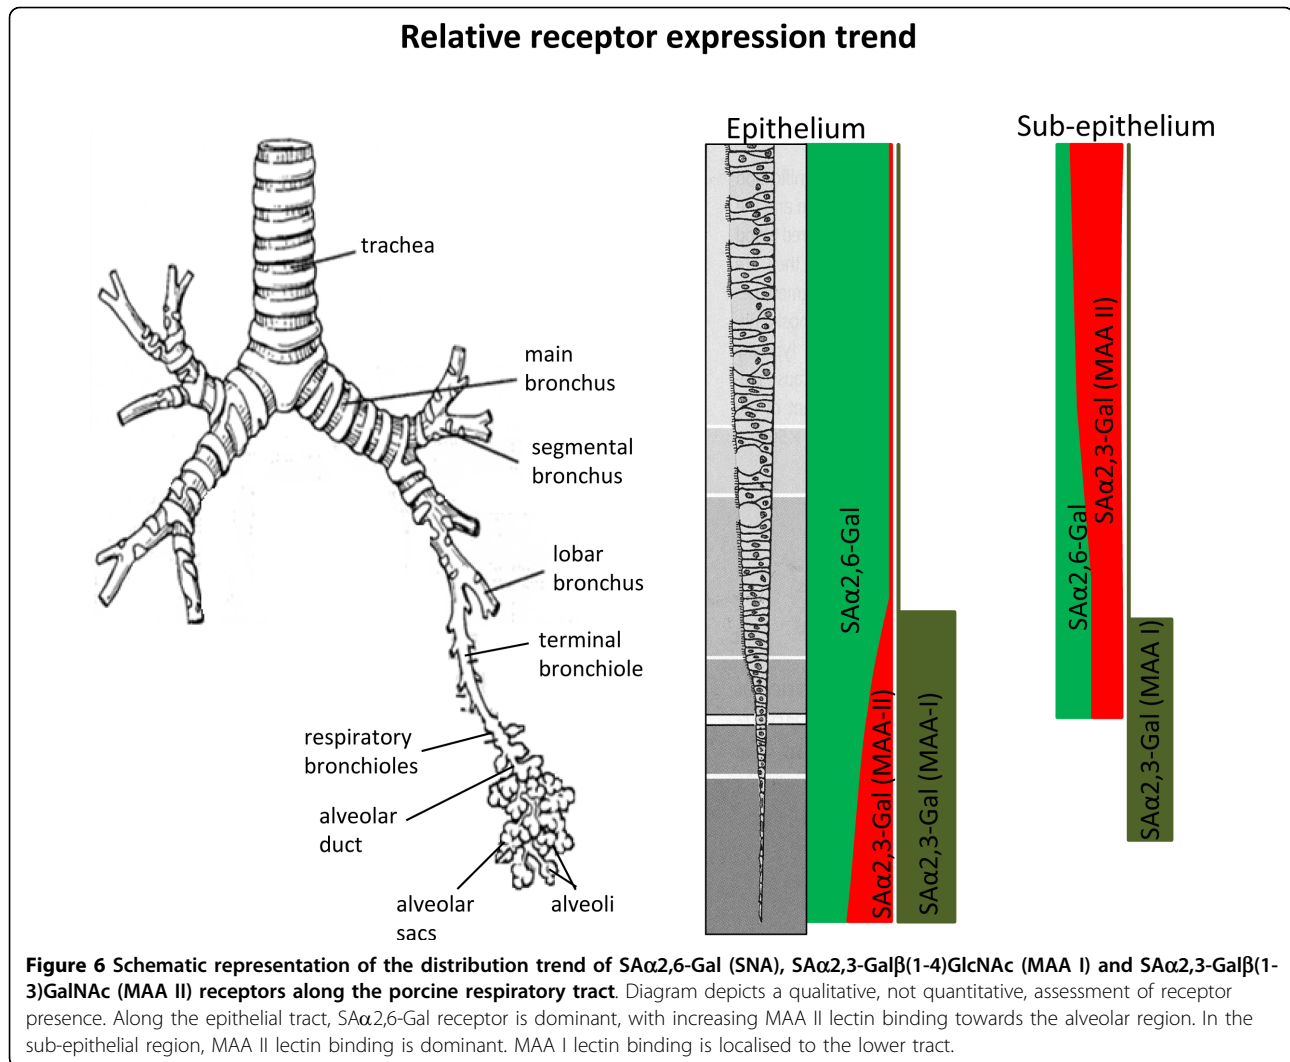 Relative receptor expression trend
Epithelium
Sub-epithelium
trachea
main
bronchus
segmental
bronchus
lobar
bronchus
terminal
bronchiole
respiratory
bronchioles
alveolar
duct
alveolar
sacs
alveoli
SAα2,6-Gal
SAα2,3-Gal (MAA-II)
SAα2,3-Gal (MAA-I)
SAα2,6-Gal
SAα2,3-Gal (MAA II)
SAα2,3-Gal (MAA I)
Figure 6 Schematic representation of the distribution trend of SAα2,6-Gal (SNA), SAα2,3-Galβ(1-4)GlcNAc (MAA I) and SAα2,3-Galβ(1-
3)GalNAc (MAA II) receptors along the porcine respiratory tract. Diagram depicts a qualitative, not quantitative, assessment of receptor
presence. Along the epithelial tract, SAα2,6-Gal receptor is dominant, with increasing MAA II lectin binding towards the alveolar region. In the
sub-epithelial region, MAA II lectin binding is dominant. MAA I lectin binding is localised to the lower tract.